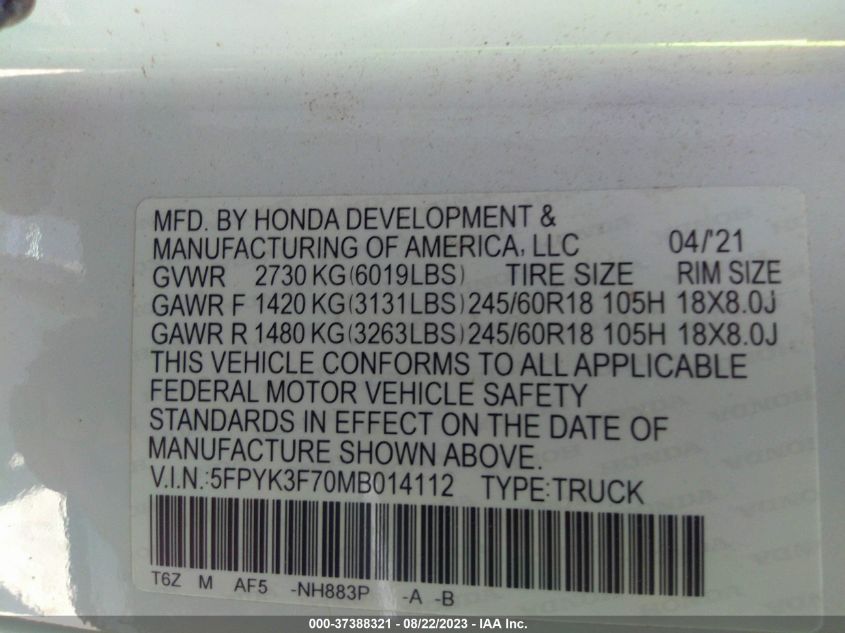 MFD. BY HONDA DEVELOPMENT &
MANUFACTURING OF AMERICA, LLC 04/'21
GVWR 2730 KG(6019LBS) TIRE SIZE RIM SIZE
GAWR F 1420 KG(3131LBS) 245/60R18 105H 18X8.0J
GAWR R 1480 KG(3263LBS) 245/60R18 105H 18X8.0J
THIS VEHICLE CONFORMS TO ALL APPLICABLE
FEDERAL MOTOR VEHICLE SAFETY
STANDARDS IN EFFECT ON THE DATE OF
MANUFACTURE SHOWN ABOVE.
V.I.N.:5FPYK3F70MB014112 TYPE:TRUCK
T6Z M AF5 -NH883P -A -B
000-37388321 - 08/22/2023 - IAA Inc.